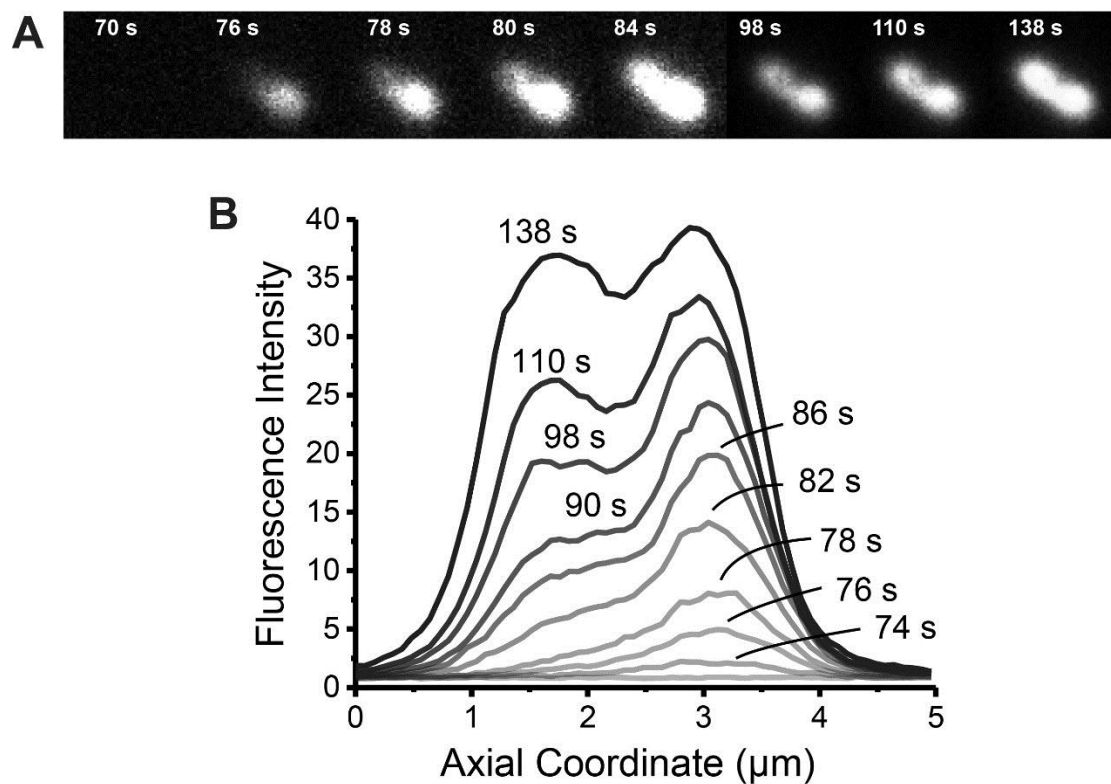 A
70 s 76 s 78 s 80 s 84 s 98 s 110 s 138 s
B
Fluorescence Intensity
40
35
30
25
20
15
10
5
0
138 s
110 s
98 s
90 s
86 s
82 s
78 s
76 s
74 s
0 1 2 3 4 5
Axial Coordinate (μm)